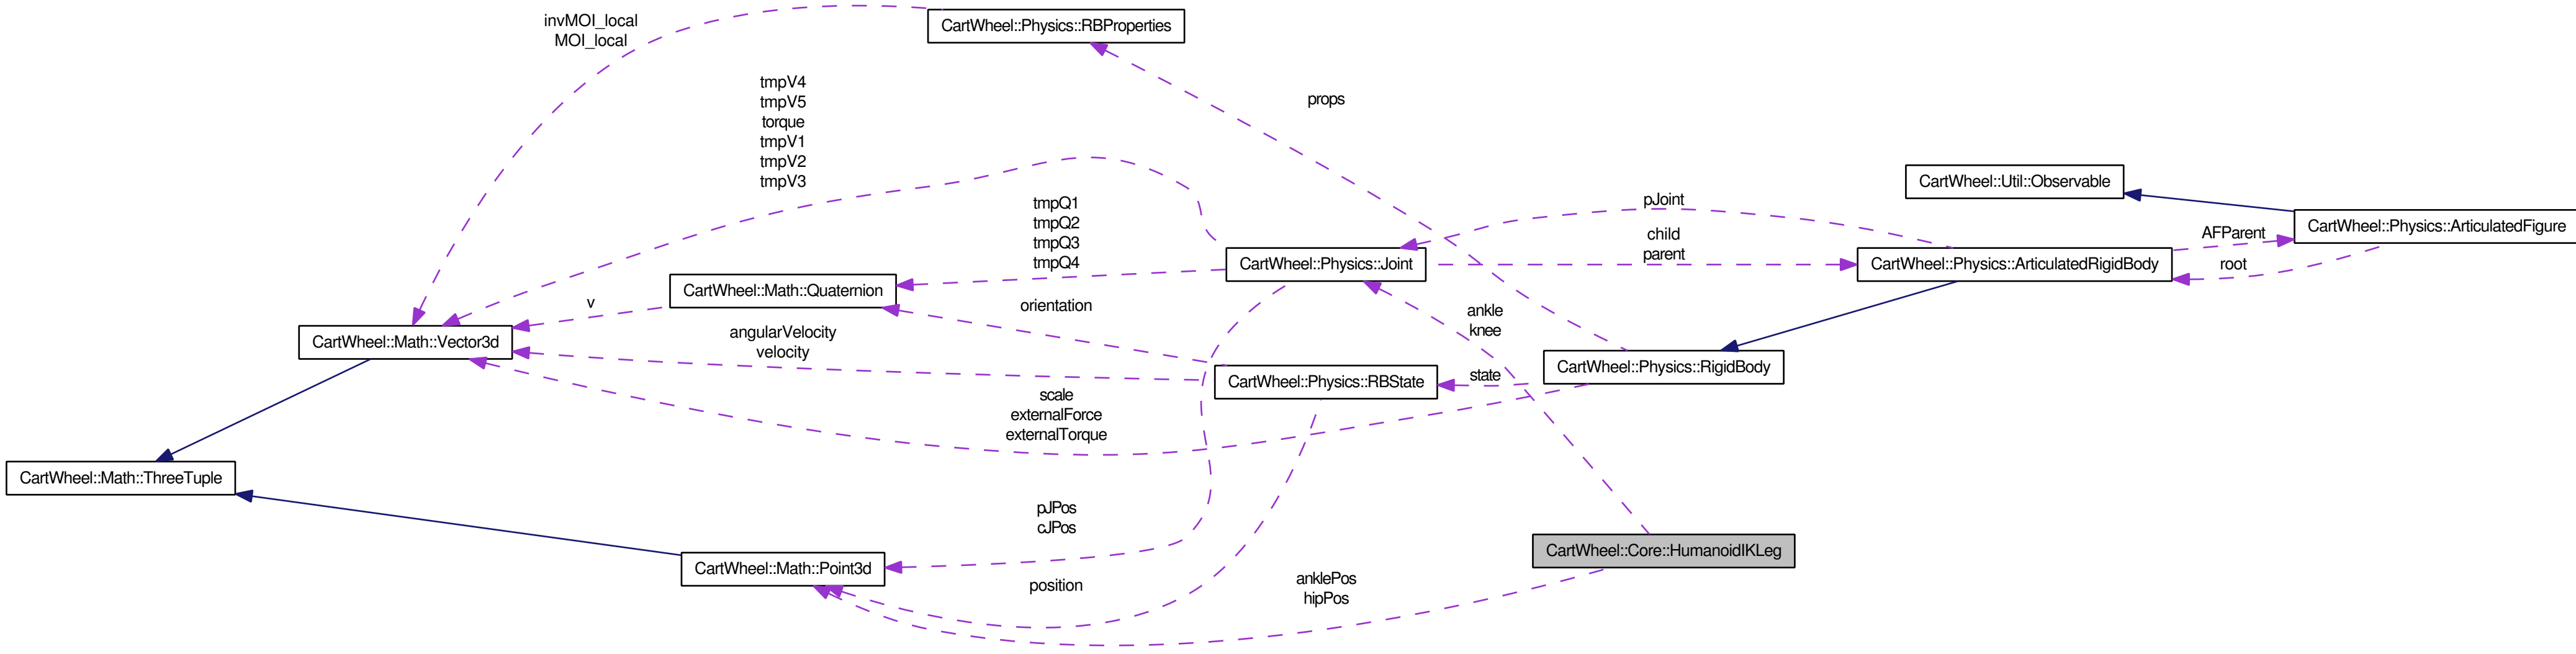 invMOI_local
MOI_local
CartWheel::Physics::RBProperties
tmpV4
tmpV5
torque
tmpV1
tmpV2
tmpV3
props
CartWheel::Util::Observable
tmpQ1
tmpQ2
tmpQ3
tmpQ4
pJoint
child
parent
AFParent
root
CartWheel::Physics::ArticulatedFigure
CartWheel::Physics::Joint
CartWheel::Physics::ArticulatedRigidBody
CartWheel::Math::Quaternion
v
orientation
ankle
knee
CartWheel::Math::Vector3d
angularVelocity
velocity
CartWheel::Physics::RigidBody
state
CartWheel::Physics::RBState
scale
externalForce
externalTorque
CartWheel::Math::ThreeTuple
pJPos
cJPos
CartWheel::Core::HumanoidIKLeg
CartWheel::Math::Point3d
position
anklePos
hipPos